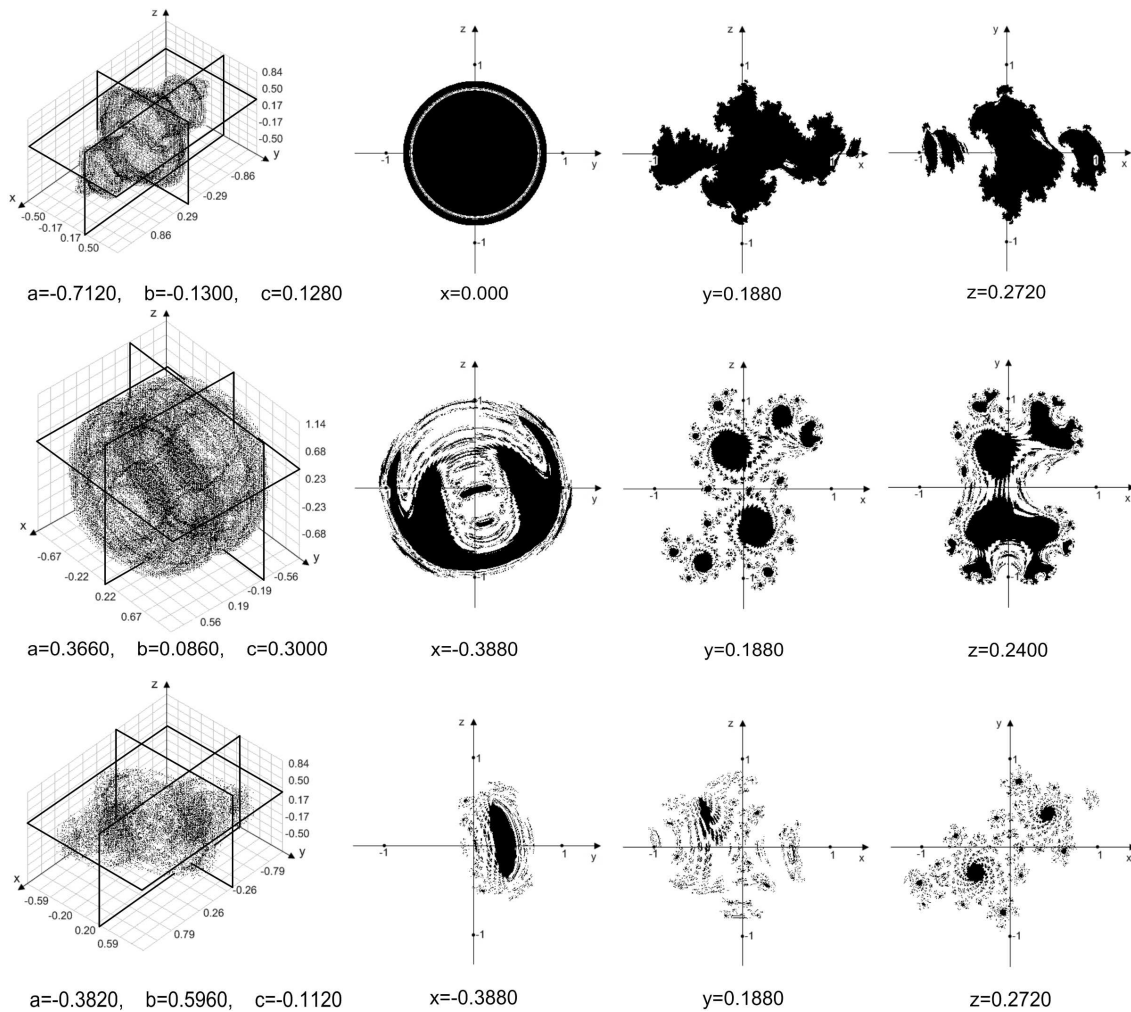 z
0.84
0.50
0.17
-0.17
-0.50
y
-0.86
-0.29
0.29
0.86
x
-0.50
-0.17
0.17
0.50
z
1
-1
1
y
-1
z
1
-1
1
x
-1
y
1
-1
1
x
-1
a=-0.7120, b=-0.1300, c=0.1280
x=0.000
y=0.1880
z=0.2720
z
1.14
0.68
0.23
-0.23
-0.68
y
-0.56
-0.19
0.19
0.56
x
-0.67
-0.22
0.22
0.67
z
1
-1
1
y
-1
z
1
-1
1
x
-1
y
1
-1
1
x
-1
a=0.3660, b=0.0860, c=0.3000
x=-0.3880
y=0.1880
z=0.2400
z
0.84
0.50
0.17
-0.17
-0.50
y
-0.79
-0.26
0.26
0.79
x
-0.59
-0.20
0.20
0.59
z
1
-1
1
y
-1
z
1
-1
1
x
-1
y
1
-1
1
x
-1
a=-0.3820, b=0.5960, c=-0.1120
x=-0.3880
y=0.1880
z=0.2720